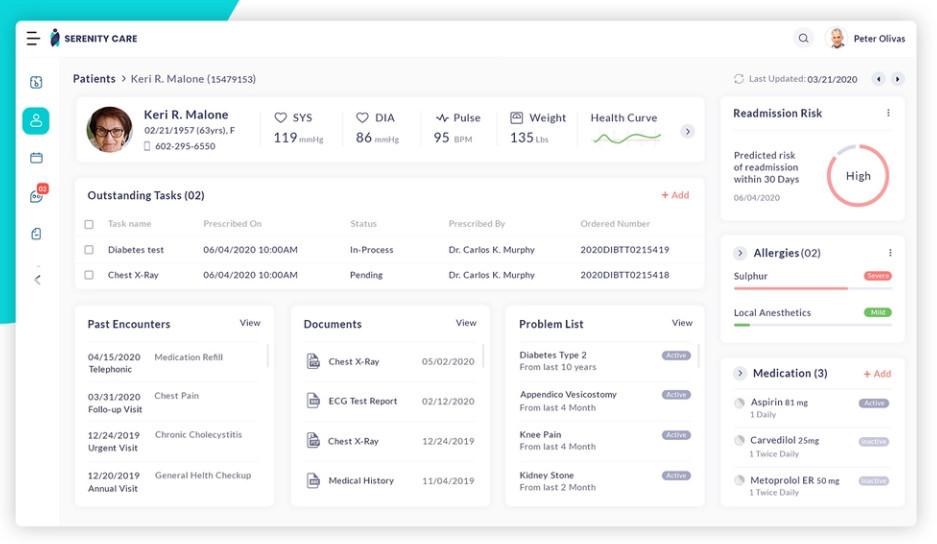 SERENITY CARE
Peter Olivas
Patients > Keri R. Malone (15479153)
Last Updated: 03/21/2020
Keri R. Malone
02/21/1957 (63yrs), F
602-295-6550
SYS
119 mmHg
DIA
86 mmHg
Pulse
95 BPM
Weight
135 Lbs
Health Curve
Readmission Risk
Predicted risk
of readmission
within 30 Days
06/04/2020
High
Outstanding Tasks (02)
+ Add
Task name Prescribed On Status Prescribed By Ordered Number
Diabetes test 06/04/2020 10:00AM In-Process Dr. Carlos K. Murphy 2020DIBTT0215419
Chest X-Ray 06/04/2020 10:00AM Pending Dr. Carlos K. Murphy 2020DIBTT0215418
03
Allergies (02)
Sulphur Severe
Local Anesthetics Mild
Past Encounters View
04/15/2020 Medication Refill
Telephonic
03/31/2020 Chest Pain
Follo-up Visit
12/24/2019 Chronic Cholecystitis
Urgent Visit
12/20/2019 General Helth Checkup
Annual Visit
Documents View
Chest X-Ray 05/02/2020
ECG Test Report 02/12/2020
Chest X-Ray 12/24/2019
Medical History 11/04/2019
Problem List View
Diabetes Type 2 Active
From last 10 years
Appendico Vesicostomy Active
From last 4 Month
Knee Pain Active
From last 4 Month
Kidney Stone Active
From last 2 Month
Medication (3) + Add
Aspirin 81 mg Active
1 Daily
Carvedilol 25mg Inactive
1 Twice Daily
Metoprolol ER 50 mg Inactive
1 Twice Daily